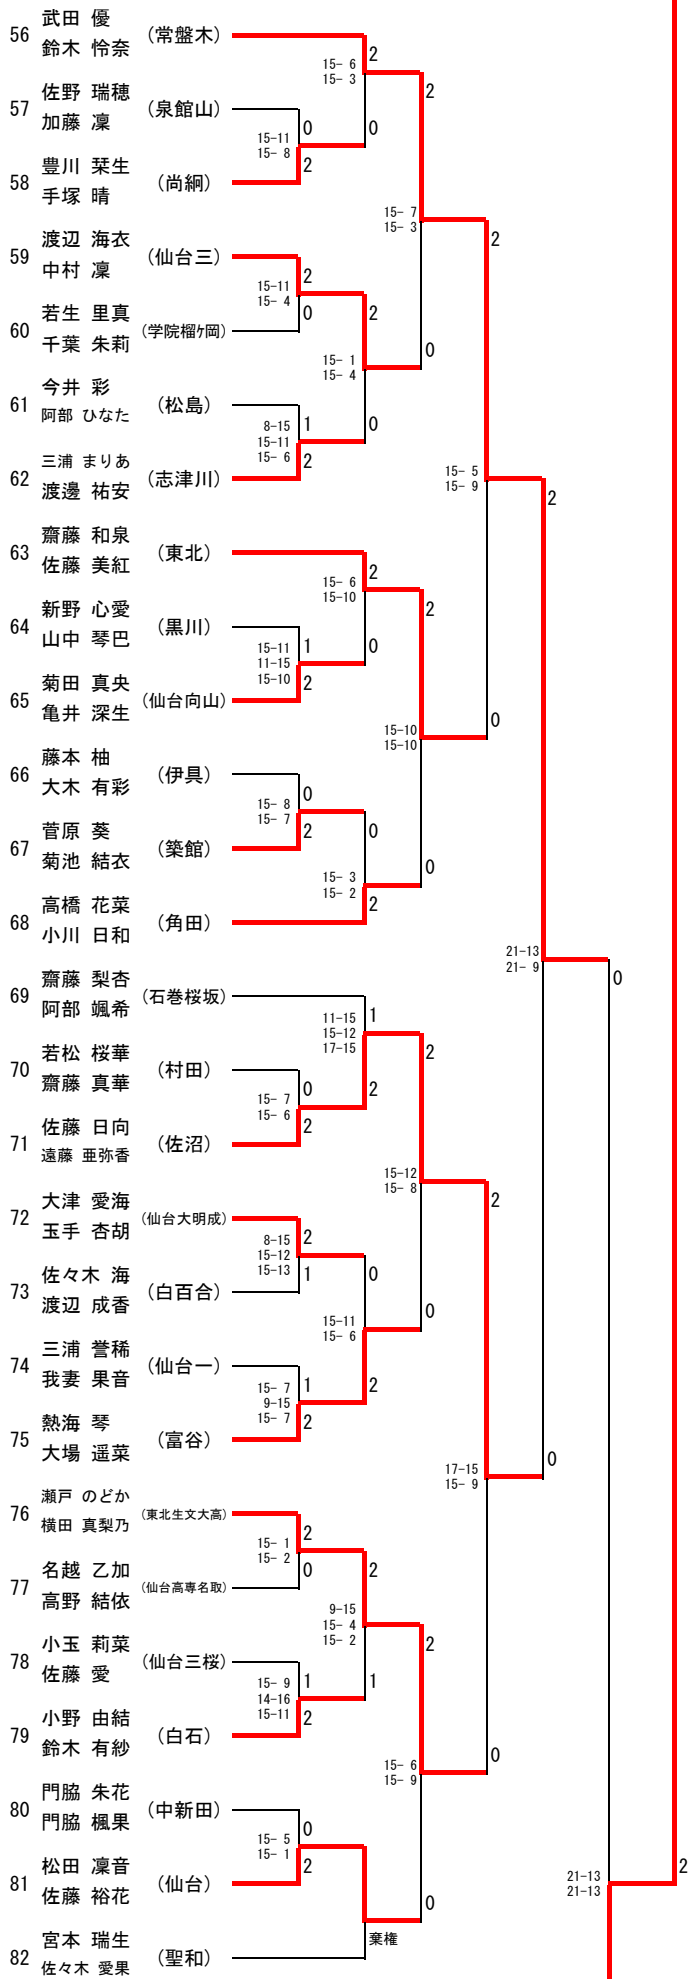 56 武田 優 (常盤木)
鈴木 怜奈
2
15- 6
15- 3
2
57 佐野 瑞穂 (泉館山)
加藤 凜
0
0
15-11
15- 8
58 豊川 栞生 (尚絅)
手塚 晴
2
15- 7
15- 3
2
59 渡辺 海衣 (仙台三)
中村 凜
2
15-11
15- 4
0
2
60 若生 里真 (学院榴ケ岡)
千葉 朱莉
0
15- 1
15- 4
61 今井 彩 (松島)
阿部 ひなた
1
0
8-15
15-11
15- 6
2
62 三浦 まりあ (志津川)
渡邊 祐安
15- 5
15- 9
2
63 齋藤 和泉 (東北)
佐藤 美紅
2
15- 6
15-10
2
64 新野 心愛 (黒川)
山中 琴巴
1
0
15-11
11-15
15-10
2
65 菊田 真央 (仙台向山)
亀井 深生
0
15-10
15-10
66 藤本 柚 (伊具)
大木 有彩
0
15- 8
15- 7
2
0
67 菅原 葵 (築館)
菊池 結衣
0
15- 3
15- 2
2
68 高橋 花菜 (角田)
小川 日和
21-13
21- 9
0
69 齋藤 梨杏 (石巻桜坂)
阿部 颯希
1
11-15
15-12
17-15
2
70 若松 桜華 (村田)
齋藤 真華
0
2
15- 7
15- 6
2
71 佐藤 日向 (佐沼)
遠藤 亜弥香
15-12
15- 8
2
72 大津 愛海 (仙台大明成)
玉手 杏胡
2
8-15
15-12
15-13
1
0
73 佐々木 海 (白百合)
渡辺 成香
0
15-11
15- 6
74 三浦 誉稀 (仙台一)
我妻 果音
1
2
15- 7
9-15
15- 7
2
75 熱海 琴 (富谷)
大場 遥菜
0
17-15
15- 9
76 瀬戸 のどか (東北生文大高)
横田 真梨乃
2
15- 1
15- 2
0
2
77 名越 乙加 (仙台高専名取)
高野 結依
9-15
15- 4
15- 2
2
78 小玉 莉菜 (仙台三桜)
佐藤 愛
1
1
15- 9
14-16
15-11
2
79 小野 由結 (白石)
鈴木 有紗
0
15- 6
15- 9
80 門脇 朱花 (中新田)
門脇 楓果
0
15- 5
15- 1
2
81 松田 凜音 (仙台)
佐藤 裕花
21-13
21-13
2
0
棄権
82 宮本 瑞生 (聖和)
佐々木 愛果